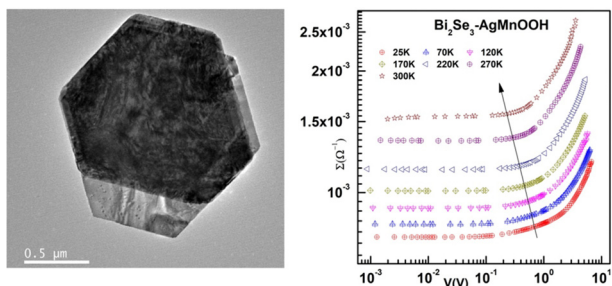 0.5 µm
Bi₂Se₃-AgMnOOH
25K 70K 120K
170K 220K 270K
300K
2.5x10⁻³
2x10⁻³
1.5x10⁻³
10⁻³
Σ(Ω⁻¹)
10⁻³ 10⁻² 10⁻¹ 10⁰ 10¹
V(V)